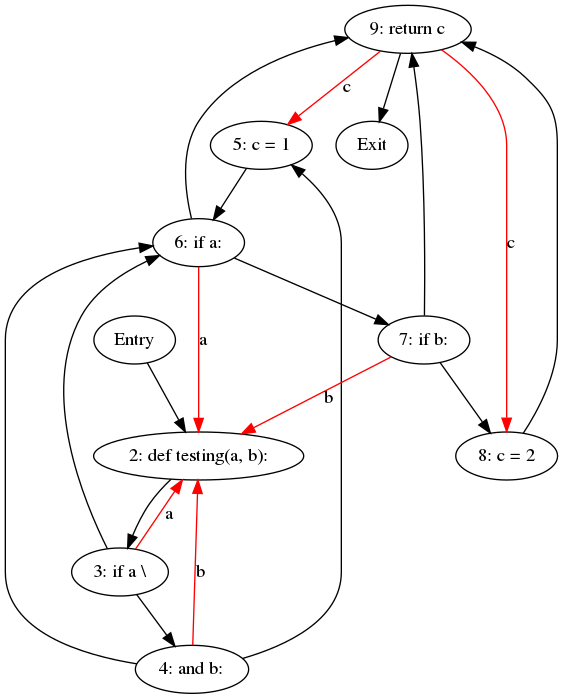 9: return c
c
5: c = 1
Exit
6: if a:
c
Entry
a
7: if b:
b
2: def testing(a, b):
8: c = 2
a
3: if a \
b
4: and b: